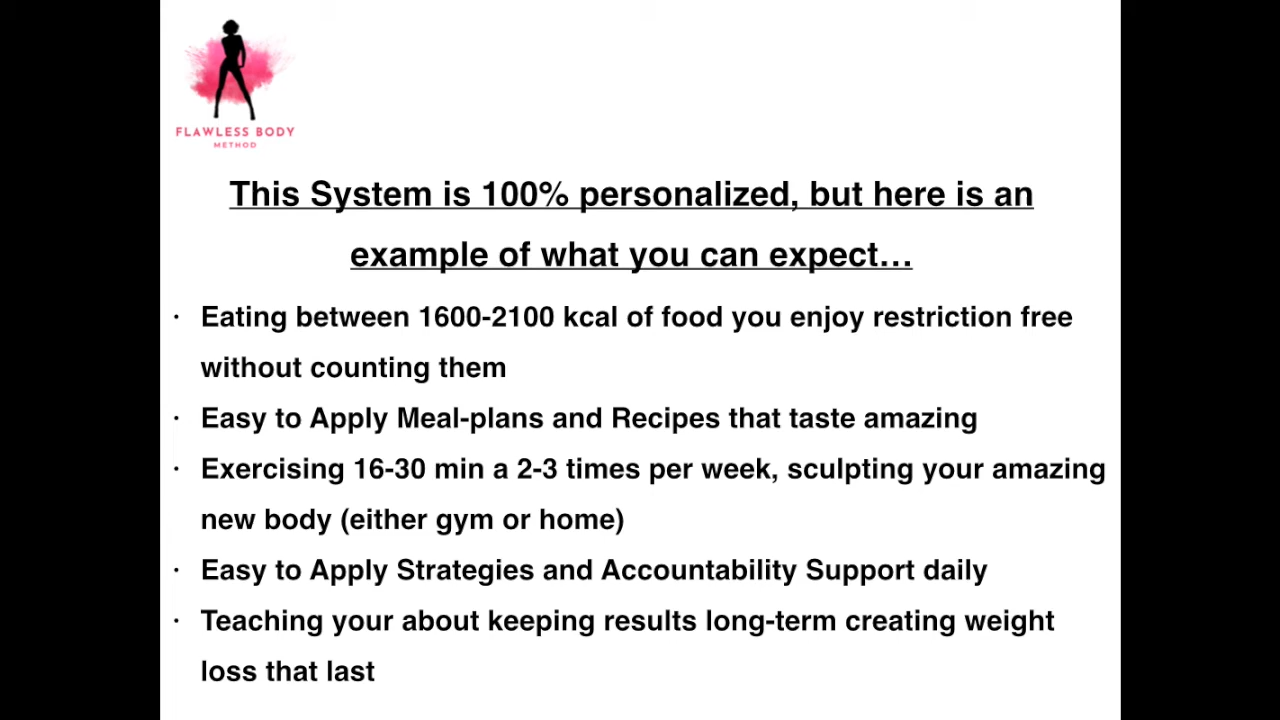 FLAWLESS BODY
METHOD
This System is 100% personalized, but here is an
example of what you can expect…
· Eating between 1600-2100 kcal of food you enjoy restriction free
without counting them
· Easy to Apply Meal-plans and Recipes that taste amazing
· Exercising 16-30 min a 2-3 times per week, sculpting your amazing
new body (either gym or home)
· Easy to Apply Strategies and Accountability Support daily
· Teaching your about keeping results long-term creating weight
loss that last